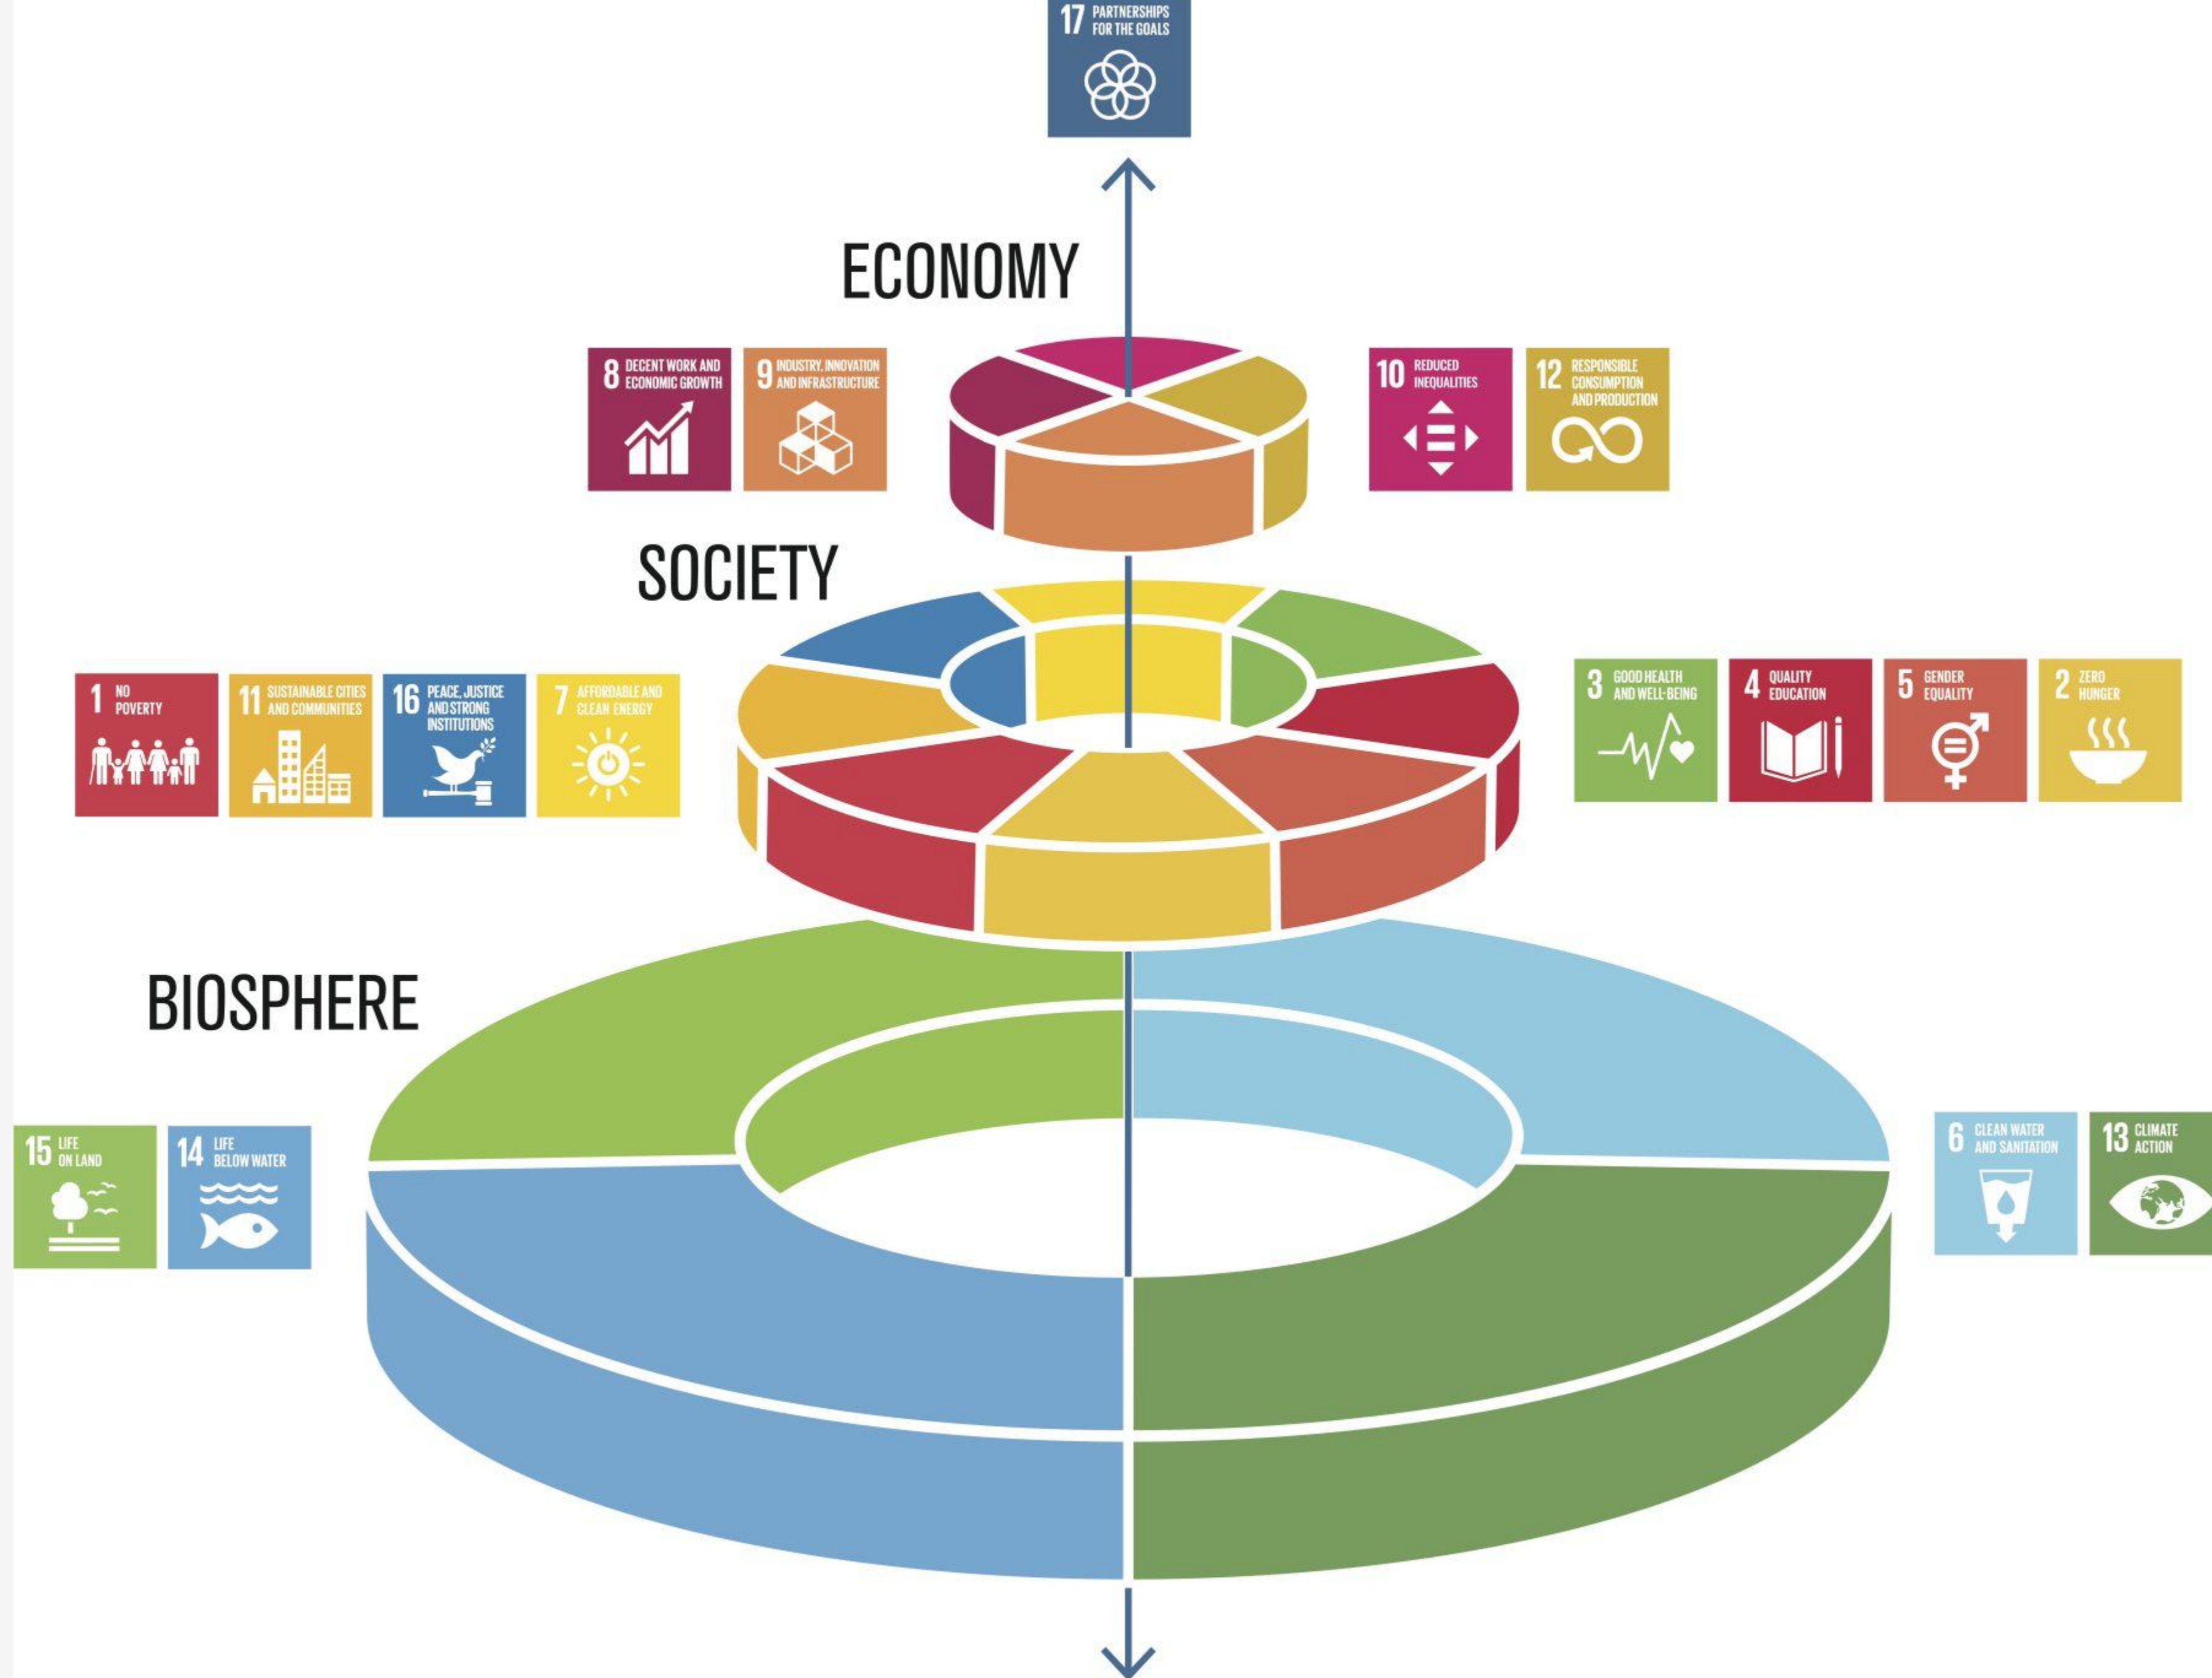 17 PARTNERSHIPS
FOR THE GOALS
ECONOMY
8 DECENT WORK AND
ECONOMIC GROWTH
9 INDUSTRY, INNOVATION
AND INFRASTRUCTURE
10 REDUCED
INEQUALITIES
12 RESPONSIBLE
CONSUMPTION
AND PRODUCTION
SOCIETY
1 NO
POVERTY
11 SUSTAINABLE CITIES
AND COMMUNITIES
16 PEACE, JUSTICE
AND STRONG
INSTITUTIONS
7 AFFORDABLE AND
CLEAN ENERGY
3 GOOD HEALTH
AND WELL-BEING
4 QUALITY
EDUCATION
5 GENDER
EQUALITY
2 ZERO
HUNGER
BIOSPHERE
15 LIFE
ON LAND
14 LIFE
BELOW WATER
6 CLEAN WATER
AND SANITATION
13 CLIMATE
ACTION